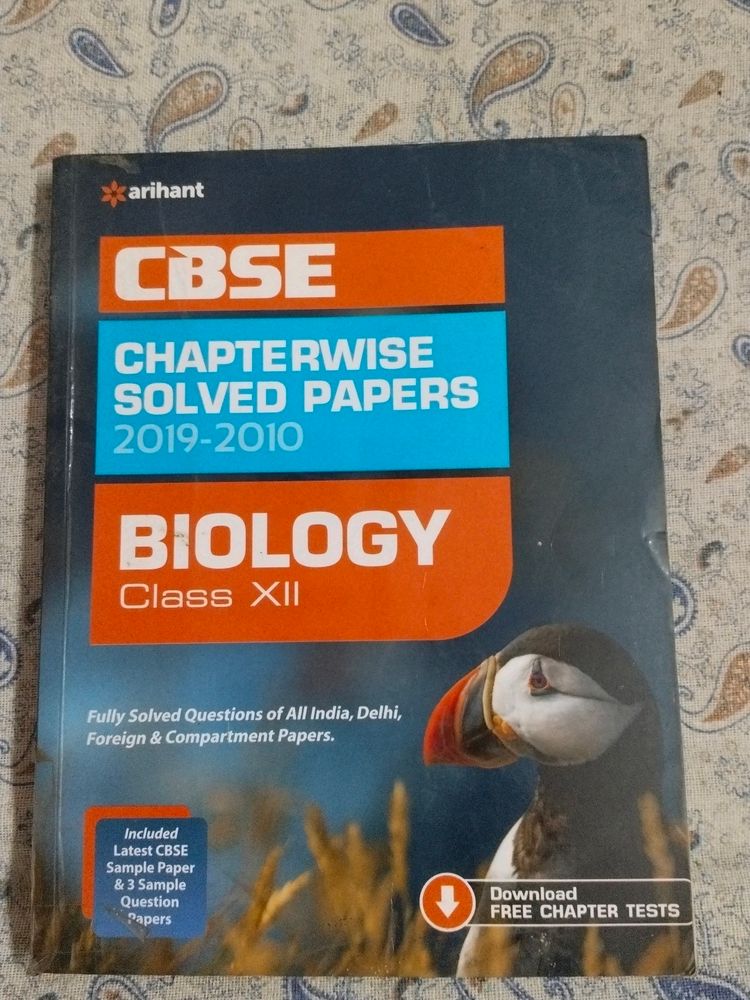 arihant
CBSE
CHAPTERWISE
SOLVED PAPERS
2019-2010
BIOLOGY
Class XII
Fully Solved Questions of All India, Delhi,
Foreign & Compartment Papers.
Included
Latest CBSE
Sample Paper
& 3 Sample
Question
Papers
Download
FREE CHAPTER TESTS